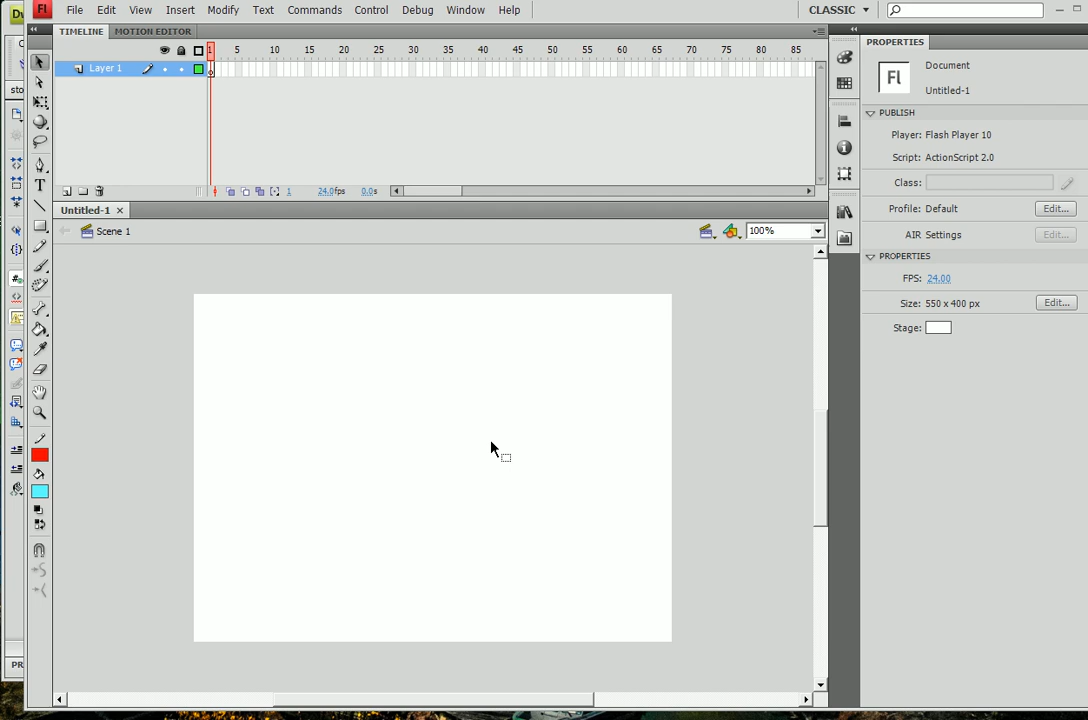 Dw
Fl File Edit View Insert Modify Text Commands Control Debug Window Help CLASSIC
TIMELINE MOTION EDITOR
1 5 10 15 20 25 30 35 40 45 50 55 60 65 70 75 80 85
Layer 1
1 24.0fps 0.0s
Untitled-1
Scene 1 100%
PROPERTIES
Fl Document
Untitled-1
PUBLISH
Player: Flash Player 10
Script: ActionScript 2.0
Class:
Profile: Default Edit...
AIR Settings Edit...
PROPERTIES
FPS: 24.00
Size: 550 x 400 px Edit...
Stage:
sto
PR